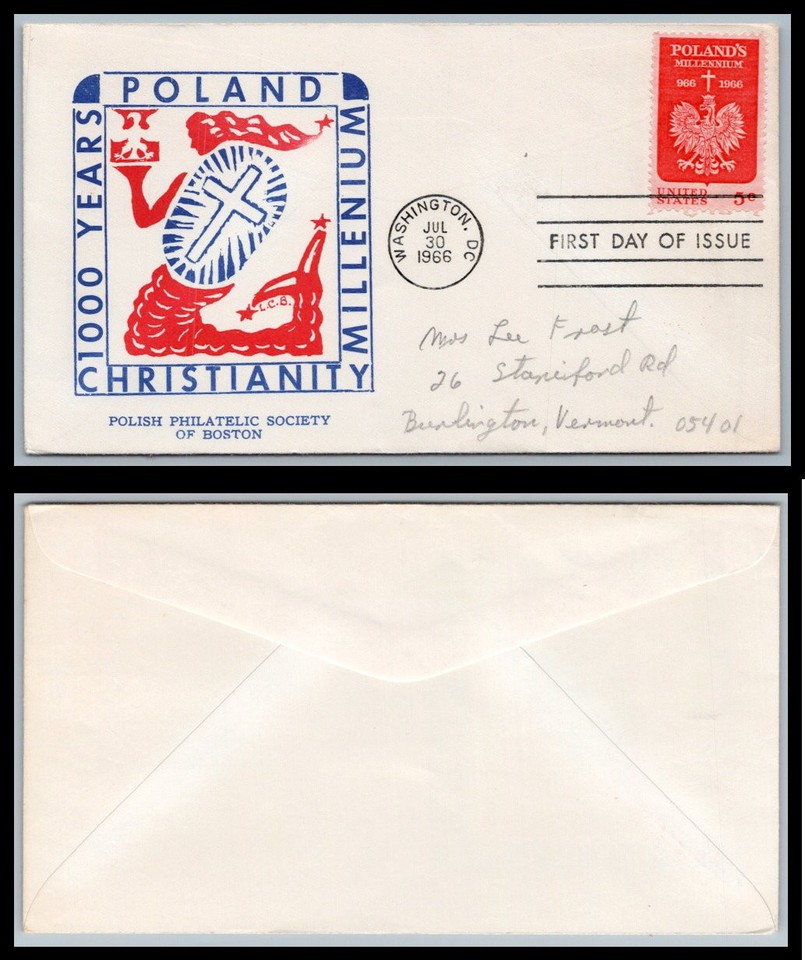 POLAND
1000 YEARS
MILLENIUM
CHRISTIANITY
L.C.B.
POLISH PHILATELIC SOCIETY
OF BOSTON
POLAND'S
MILLENNIUM
966 1966
UNITED
STATES 5c
WASHINGTON, DC
JUL
30
1966
FIRST DAY OF ISSUE
Mrs Lee Frost
26 Staniford Rd
Burlington, Vermont. 05401